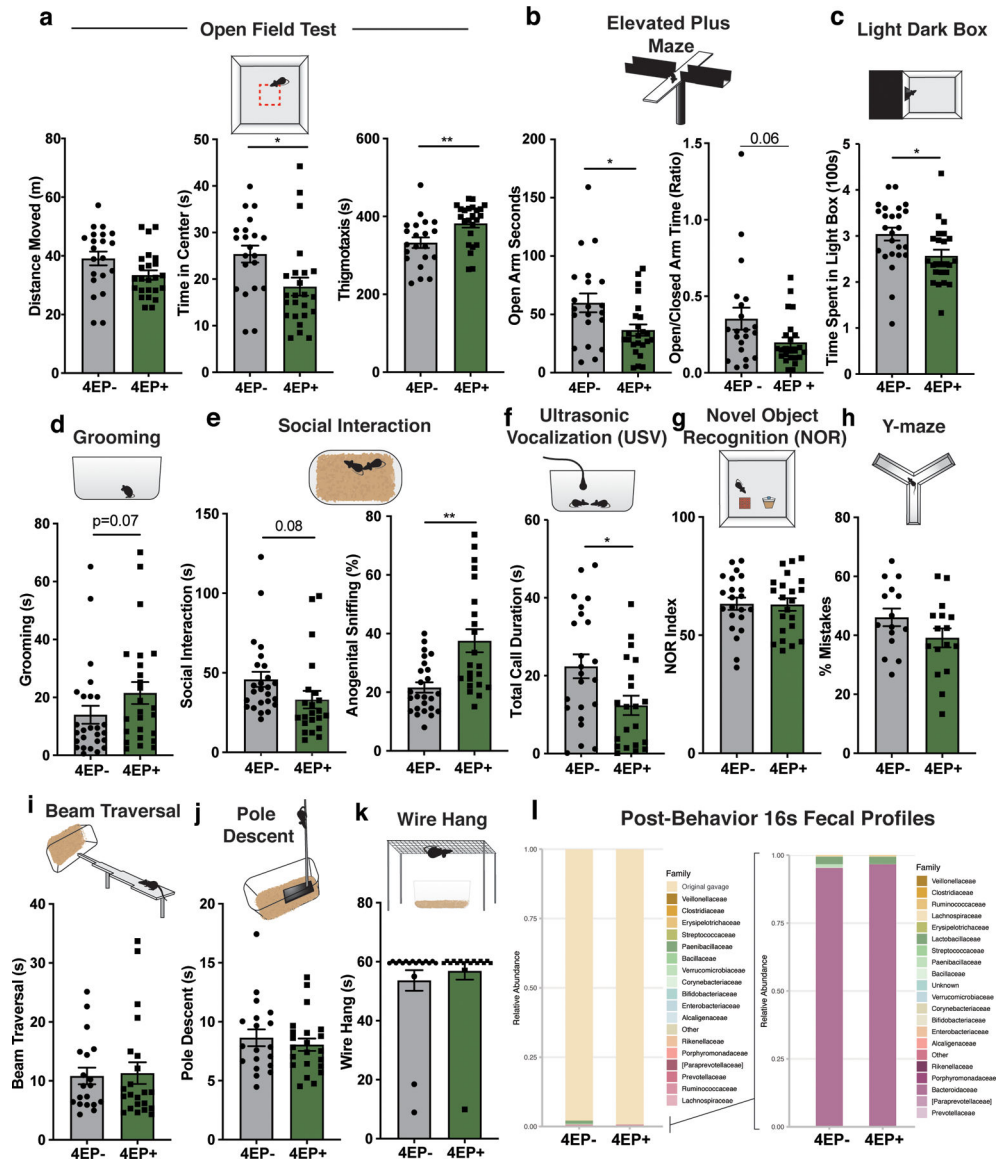 a
Open Field Test
Distance Moved (m)
80
60
40
20
0
4EP-
4EP+
Time in Center (s)
50
40
30
20
10
0
*
4EP-
4EP+
Thigmotaxis (s)
600
400
200
0
**
4EP-
4EP+
b
Elevated Plus
Maze
Open Arm Seconds
200
150
100
50
0
*
4EP-
4EP+
Open/Closed Arm Time (Ratio)
1.5
1.0
0.5
0.0
0.06
4EP -
4EP +
c
Light Dark Box
Time Spent in Light Box (100s)
5
4
3
2
1
0
*
4EP-
4EP+
d
Grooming
Grooming (s)
80
60
40
20
0
p=0.07
4EP-
4EP+
e
Social Interaction
Social Interaction (s)
150
100
50
0
0.08
4EP-
4EP+
Anogenital Sniffing (%)
80
60
40
20
0
**
4EP-
4EP+
f
Ultrasonic
Vocalization (USV)
Total Call Duration (s)
60
40
20
0
*
4EP-
4EP+
g
Novel Object
Recognition (NOR)
NOR Index
100
50
0
4EP-
4EP+
h
Y-maze
% Mistakes
80
60
40
20
0
4EP-
4EP+
i
Beam Traversal
Beam Traversal (s)
40
30
20
10
0
4EP-
4EP+
j
Pole
Descent
Pole Descent (s)
20
15
10
5
0
4EP-
4EP+
k
Wire Hang
Wire Hang (s)
80
60
40
20
0
4EP-
4EP+
l
Post-Behavior 16s Fecal Profiles
Relative Abundance
1.00
0.75
0.50
0.25
0.00
4EP-
4EP+
Family
Original gavage
Veillonellaceae
Clostridiaceae
Erysipelotrichaceae
Streptococcaceae
Paenibacillaceae
Bacillaceae
Verrucomicrobiaceae
Corynebacteriaceae
Bifidobacteriaceae
Enterobacteriaceae
Alcaligenaceae
Other
Rikenellaceae
Porphyromonadaceae
[Paraprevotellaceae]
Prevotellaceae
Ruminococcaceae
Lachnospiraceae
Relative Abundance
1.00
0.75
0.50
0.25
0.00
4EP-
4EP+
Family
Veillonellaceae
Clostridiaceae
Ruminococcaceae
Lachnospiraceae
Erysipelotrichaceae
Lactobacillaceae
Streptococcaceae
Paenibacillaceae
Bacillaceae
Unknown
Verrucomicrobiaceae
Corynebacteriaceae
Bifidobacteriaceae
Enterobacteriaceae
Alcaligenaceae
Other
Rikenellaceae
Porphyromonadaceae
Bacteroidaceae
[Paraprevotellaceae]
Prevotellaceae